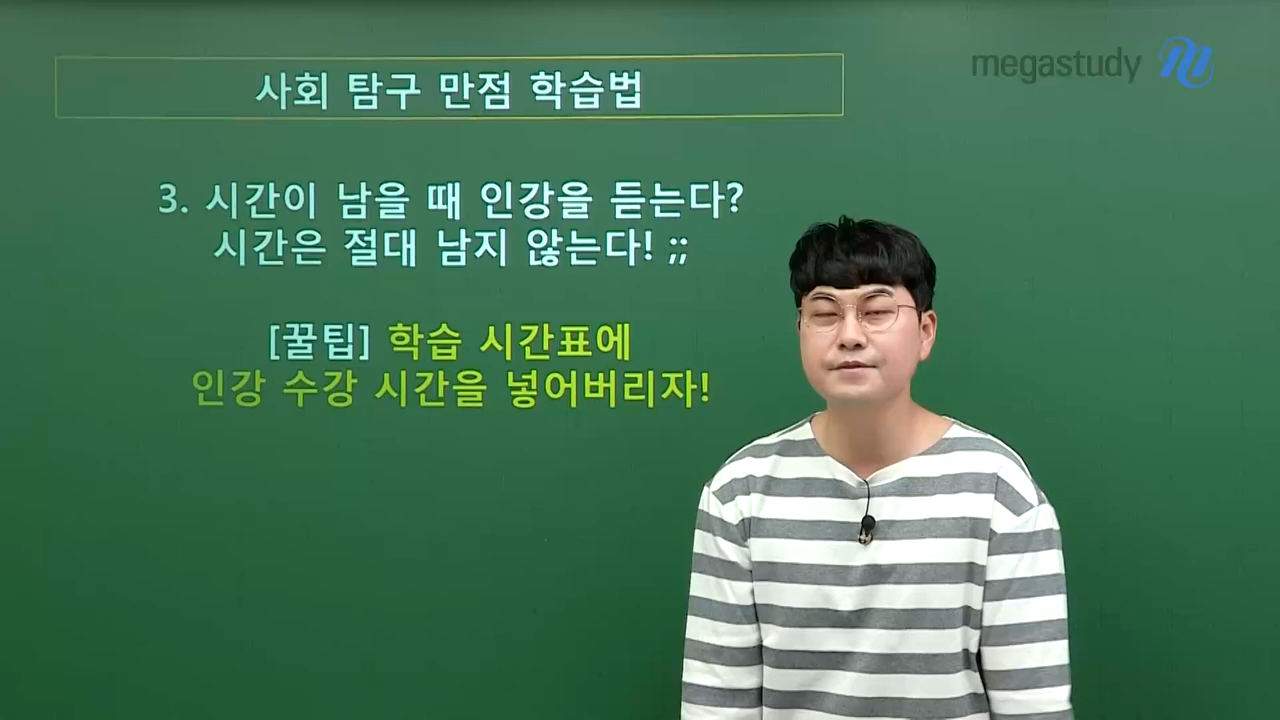 사회 탐구 만점 학습법
megastudy
3. 시간이 남을 때 인강을 듣는다?
시간은 절대 남지 않는다! ;;
[꿀팁] 학습 시간표에
인강 수강 시간을 넣어버리자!